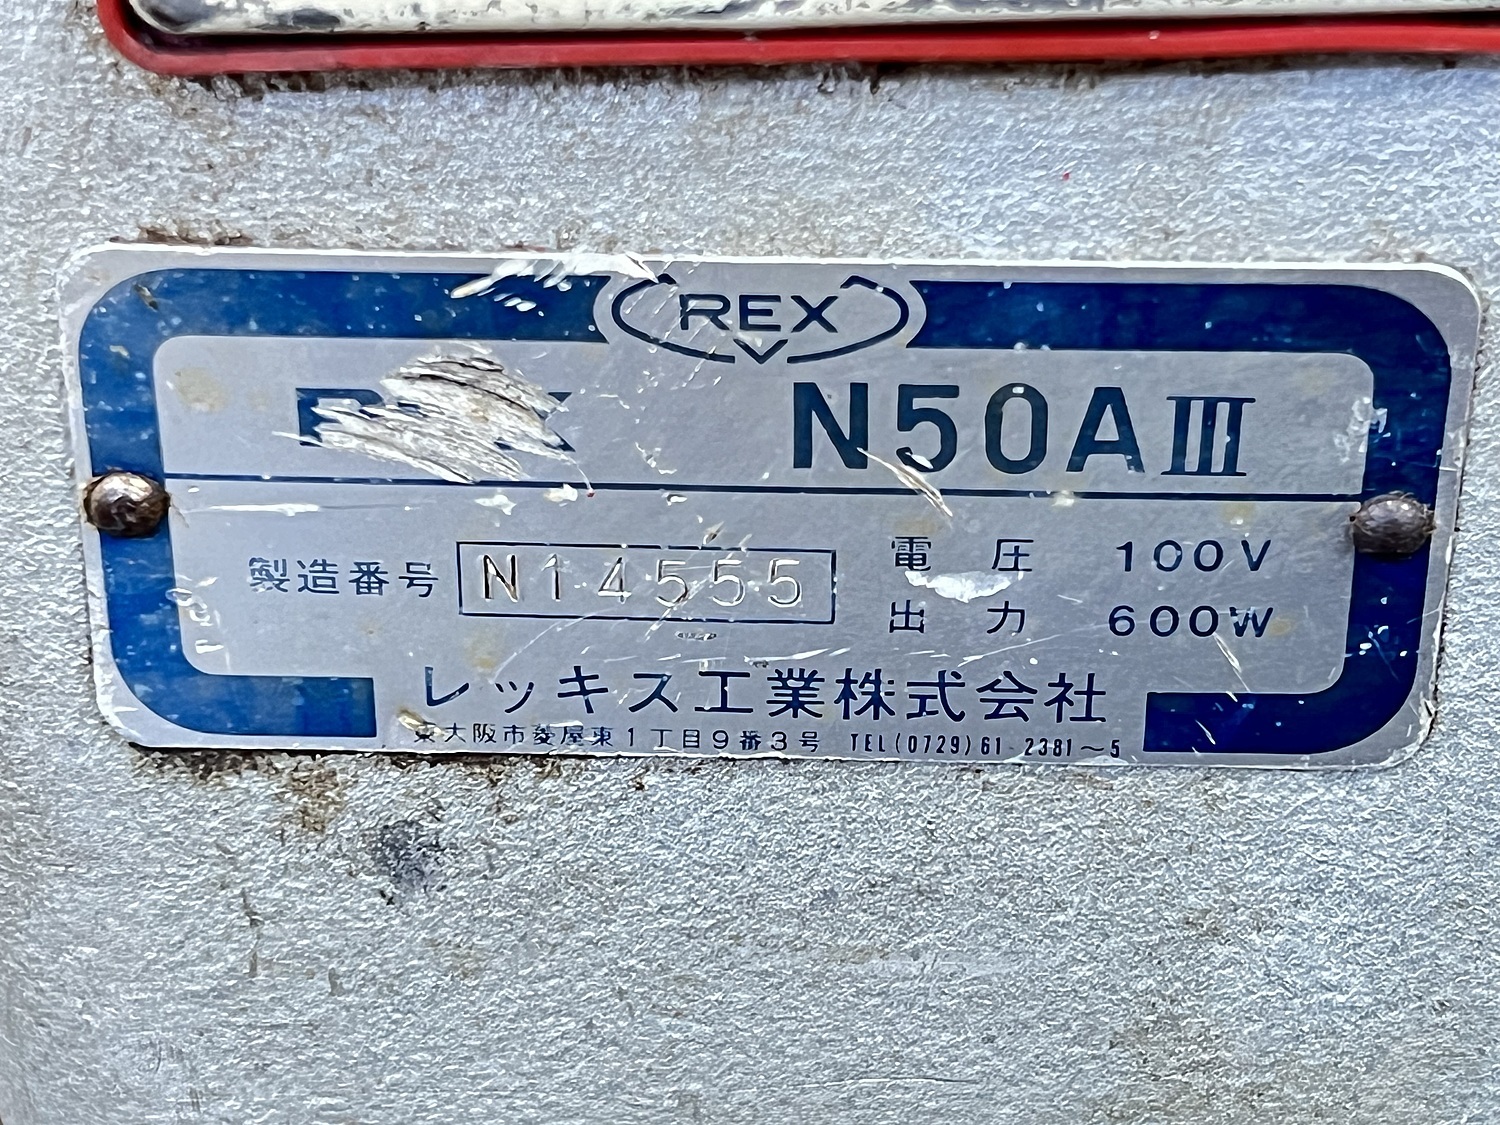 REX
REX N50AⅢ
製造番号 N14555
電圧 100V
出力 600W
レッキス工業株式会社
東大阪市菱屋東1丁目9番3号 TEL(0729)61-2381～5